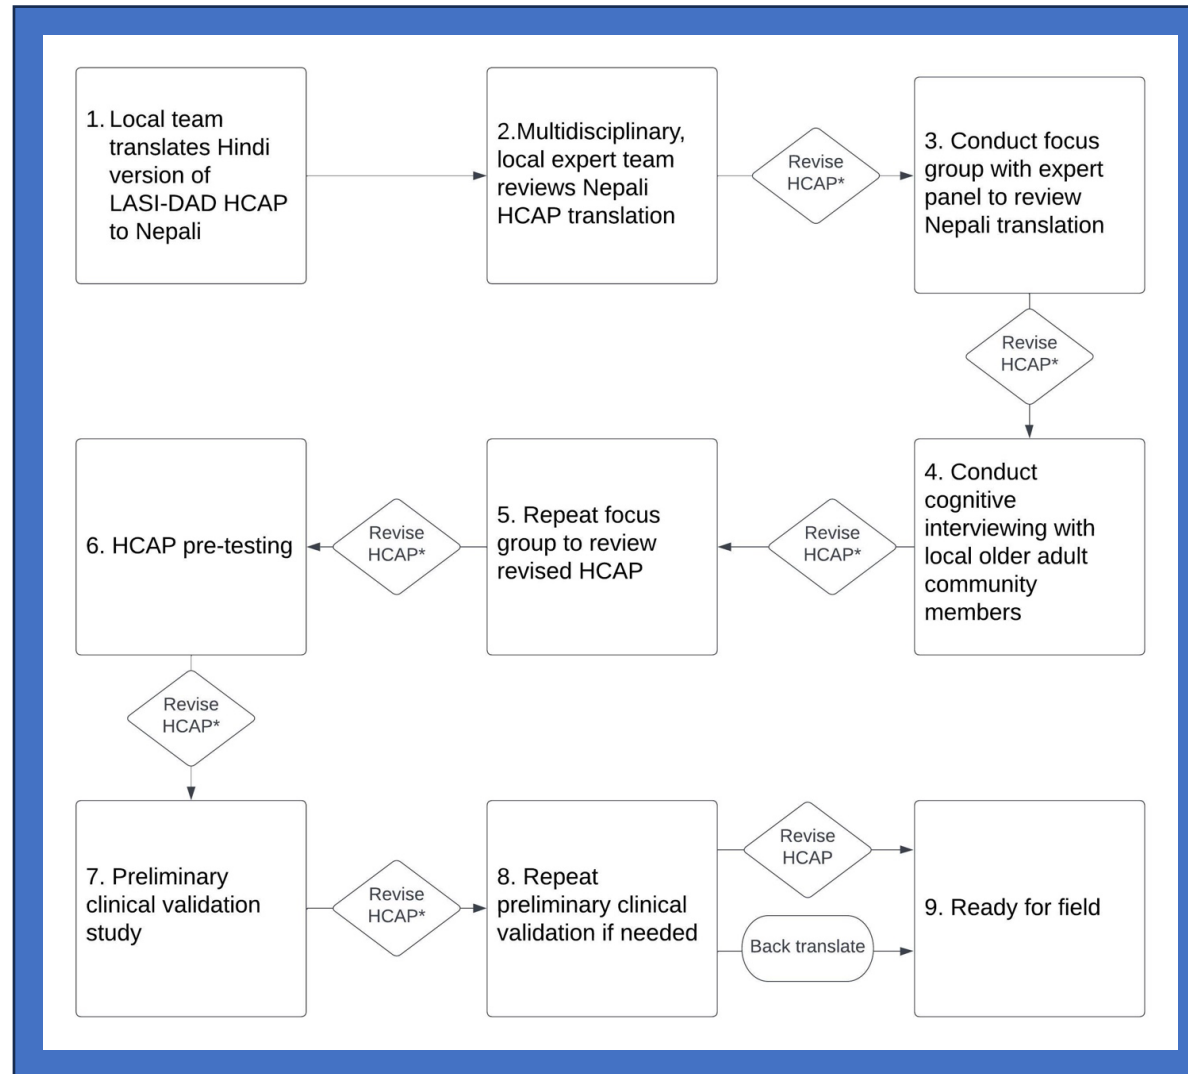 1. Local team
translates Hindi
version of
LASI-DAD HCAP
to Nepali
2.Multidisciplinary,
local expert team
reviews Nepali
HCAP translation
Revise
HCAP*
3. Conduct focus
group with expert
panel to review
Nepali translation
Revise
HCAP*
4. Conduct
cognitive
interviewing with
local older adult
community
members
Revise
HCAP*
5. Repeat focus
group to review
revised HCAP
Revise
HCAP*
6. HCAP pre-testing
Revise
HCAP*
7. Preliminary
clinical validation
study
Revise
HCAP*
8. Repeat
preliminary clinical
validation if needed
Revise
HCAP
Back translate
9. Ready for field